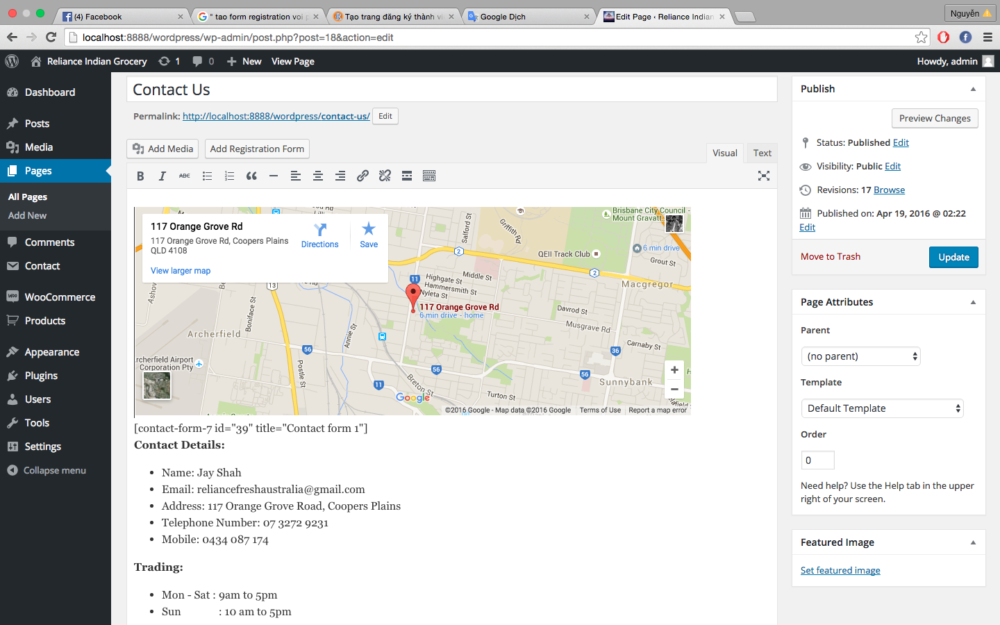 (4) Facebook
" tao form registration voi p
Tạo trang đăng ký thành vi
Google Dịch
Edit Page ‹ Reliance Indian
Nguyễn
localhost:8888/wordpress/wp-admin/post.php?post=18&action=edit
Reliance Indian Grocery
1
0
New
View Page
Howdy, admin
Dashboard
Posts
Media
Pages
All Pages
Add New
Comments
Contact
WooCommerce
Products
Appearance
Plugins
Users
Tools
Settings
Collapse menu
Contact Us
Permalink: http://localhost:8888/wordpress/contact-us/ Edit
Add Media
Add Registration Form
Visual
Text
B I ABC
117 Orange Grove Rd
117 Orange Grove Rd, Coopers Plains
QLD 4108
View larger map
Directions
Save
Salford St
Griffith Rd
Brisbane City Council -
Mount Gravatt
6 min drive
QEII Track Club
Grout St
2
2
Macgregor
Middle St
11
Highgate St
Hammersmith St
Nyleta St
13
Boniface St
117 Orange Grove Rd
6 min drive - home
Davrod St
Musgrave Rd
Archerfield
Annie St
Carnaby St
56
36
rcherfield Airport
Corporation Pty
Postle St
56
56
11
Breton St
Sunnybank
Turton St
Google
©2016 Google - Map data ©2016 Google
Terms of Use
Report a map error
[contact-form-7 id="39" title="Contact form 1"]
Contact Details:
Name: Jay Shah
Email: reliancefreshaustralia@gmail.com
Address: 117 Orange Grove Road, Coopers Plains
Telephone Number: 07 3272 9231
Mobile: 0434 087 174
Trading:
Mon - Sat : 9am to 5pm
Sun : 10 am to 5pm
Publish
Preview Changes
Status: Published Edit
Visibility: Public Edit
Revisions: 17 Browse
Published on: Apr 19, 2016 @ 02:22
Edit
Move to Trash
Update
Page Attributes
Parent
(no parent)
Template
Default Template
Order
0
Need help? Use the Help tab in the upper
right of your screen.
Featured Image
Set featured image